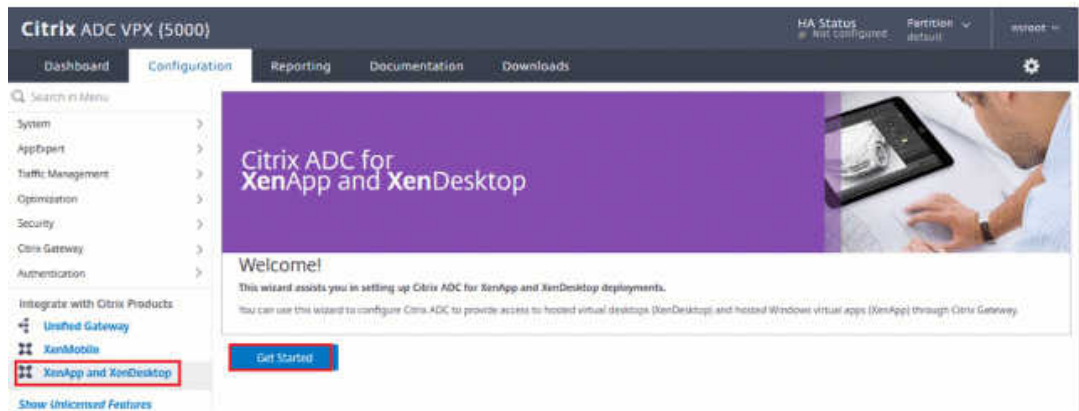 Citrix ADC VPX (5000)
HA Status
Not configured
Partition
default
nsroot
Dashboard
Configuration
Reporting
Documentation
Downloads
Search in Menu
System
AppExpert
Traffic Management
Optimization
Security
Citrix Gateway
Authentication
Integrate with Citrix Products
Unified Gateway
XenMobile
XenApp and XenDesktop
Show Unlicensed Features
Citrix ADC for
XenApp and XenDesktop
Welcome!
This wizard assists you in setting up Citrix ADC for XenApp and XenDesktop deployments.
You can use this wizard to configure Citrix ADC to provide access to hosted virtual desktops (XenDesktop) and hosted Windows virtual apps (XenApp) through Citrix Gateway.
Get Started